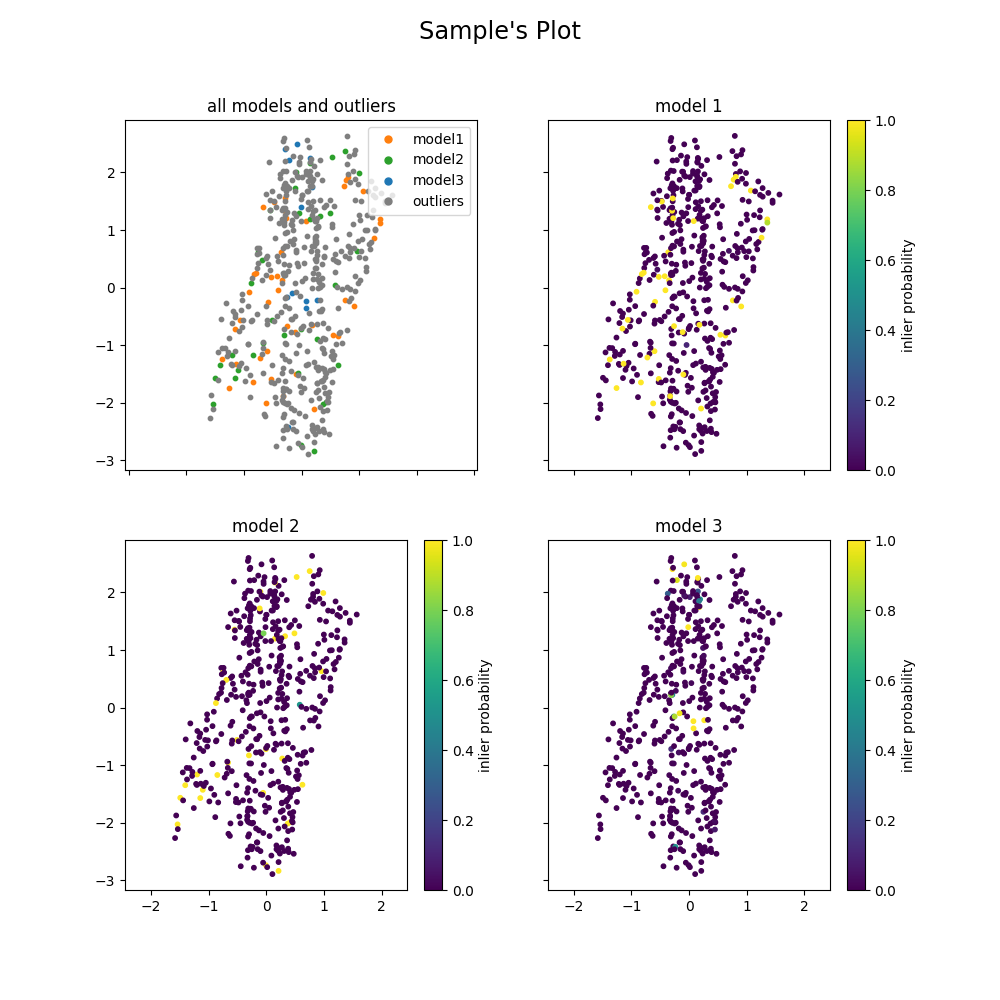 Sample's Plot
all models and outliers
model1
model2
model3
outliers
2
1
0
−1
−2
−3
model 1
1.0
0.8
0.6
0.4
0.2
0.0
inlier probability
model 2
2
1
0
−1
−2
−3
−2 −1 0 1 2
1.0
0.8
0.6
0.4
0.2
0.0
inlier probability
model 3
−2 −1 0 1 2
1.0
0.8
0.6
0.4
0.2
0.0
inlier probability